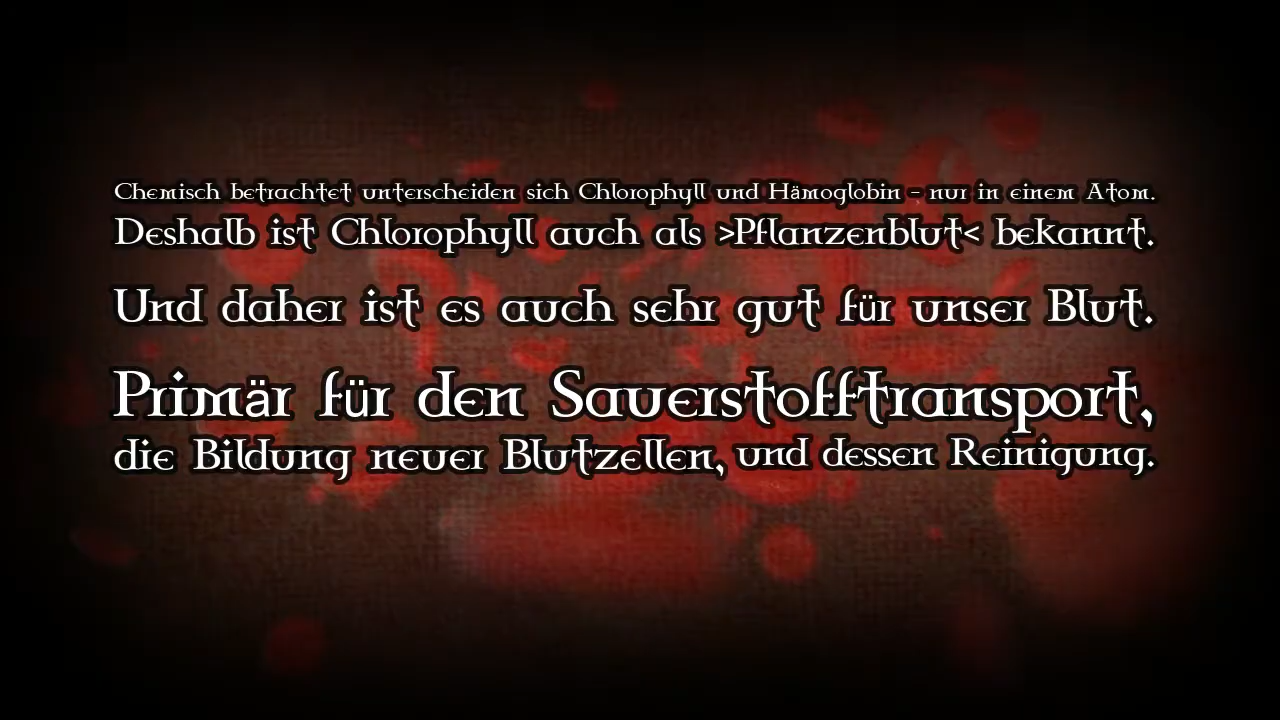 Chemisch betrachtet unterscheiden sich Chlorophyll und Hämoglobin - nur in einem Atom.
Deshalb ist Chlorophyll auch als >Pflanzenblut< bekannt.
Und daher ist es auch sehr gut für unser Blut.
Primär für den Sauerstofftransport,
die Bildung neuer Blutzellen, und dessen Reinigung.